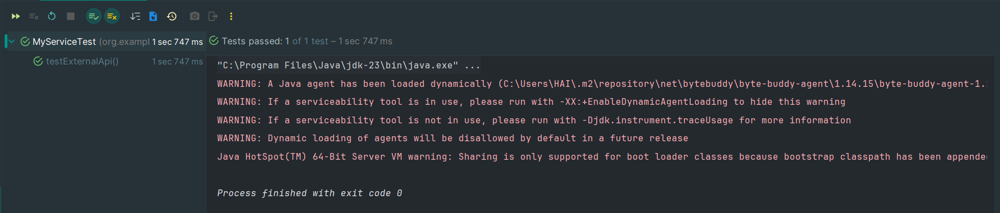 MyServiceTest (org.exampl 1 sec 747 ms
testExternalApi() 1 sec 747 ms
Tests passed: 1 of 1 test – 1 sec 747 ms
"C:\Program Files\Java\jdk-23\bin\java.exe" ...
WARNING: A Java agent has been loaded dynamically (C:\Users\HAI\.m2\repository\net\bytebuddy\byte-buddy-agent\1.14.15\byte-buddy-agent-1.
WARNING: If a serviceability tool is in use, please run with -XX:+EnableDynamicAgentLoading to hide this warning
WARNING: If a serviceability tool is not in use, please run with -Djdk.instrument.traceUsage for more information
WARNING: Dynamic loading of agents will be disallowed by default in a future release
Java HotSpot(TM) 64-Bit Server VM warning: Sharing is only supported for boot loader classes because bootstrap classpath has been appended
Process finished with exit code 0